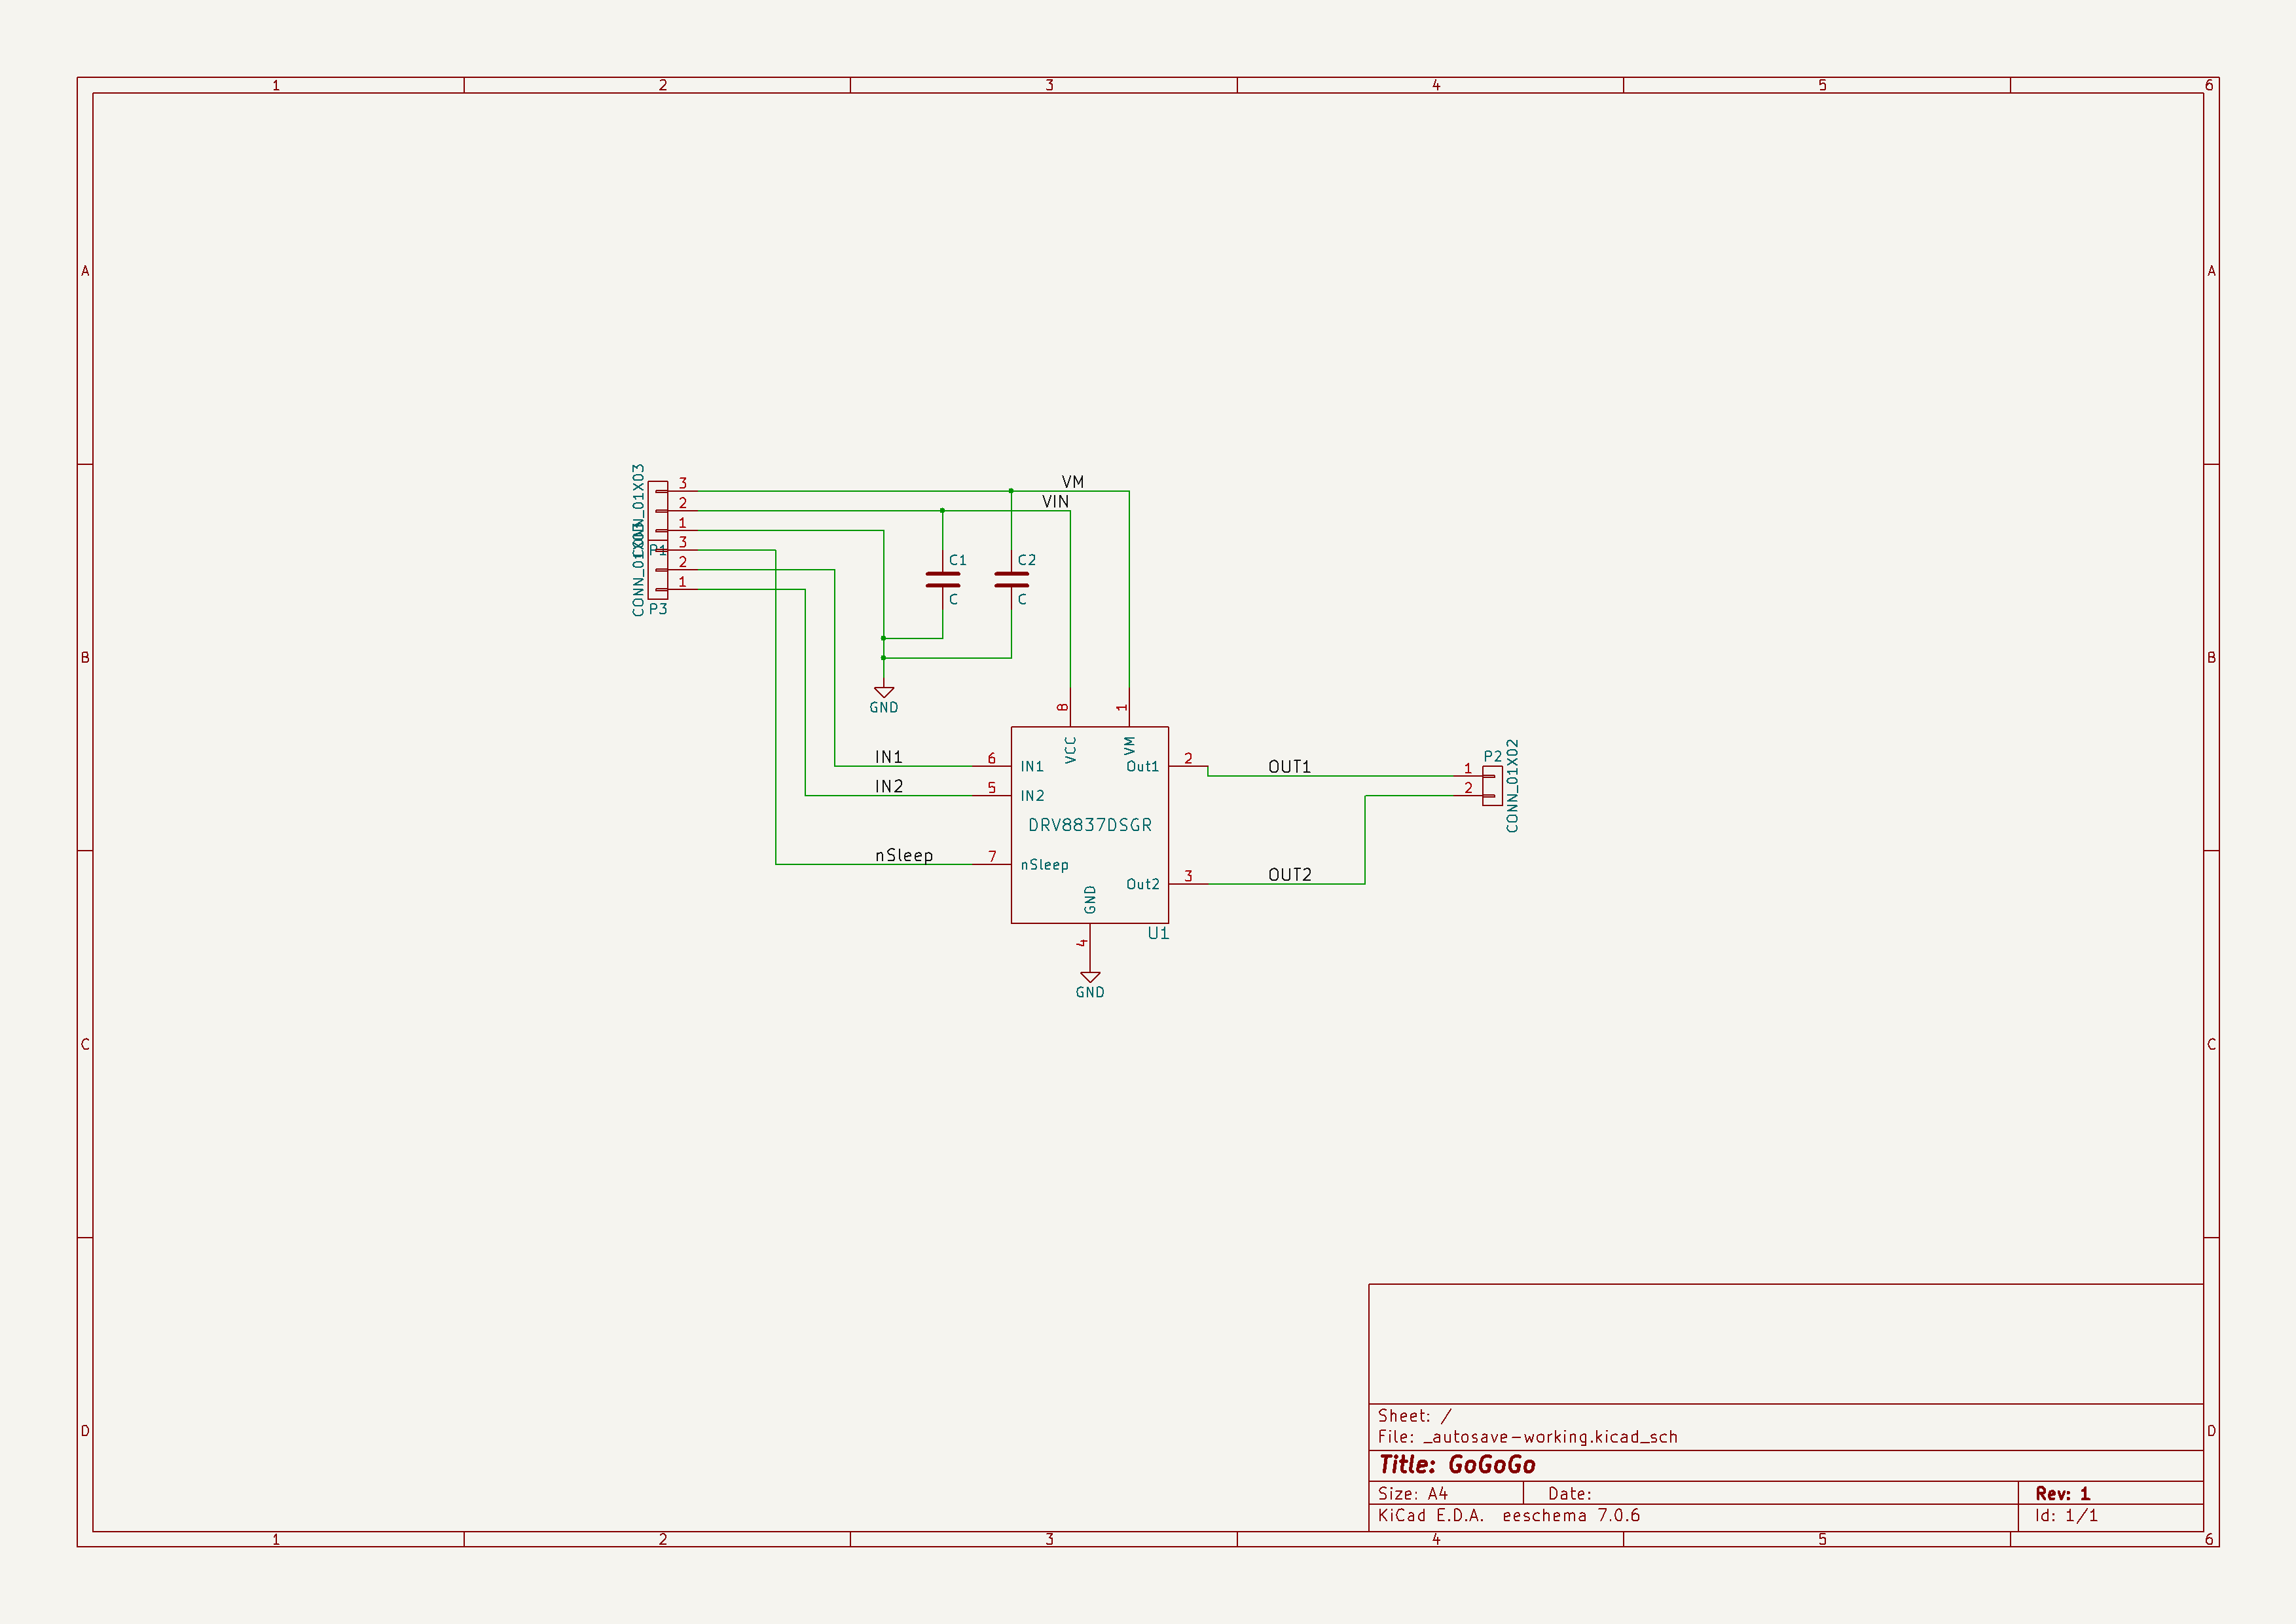 1 2 3 4 5 6
A A
B B
C C
D D
1 2 3 4 5 6
CONN_01X03
P1
3
2
1
CONN_01X03
P3
3
2
1
VM
VIN
C1
C
C2
C
GND
8
1
VCC
VM
IN1
6
IN1
IN2
5
IN2
nSleep
7
nSleep
DRV8837DSGR
Out1
2
OUT1
Out2
3
OUT2
GND
4
U1
GND
P2
1
2
CONN_01X02
Sheet: /
File: _autosave-working.kicad_sch
Title: GoGoGo
Size: A4 Date: Rev: 1
KiCad E.D.A. eeschema 7.0.6 Id: 1/1